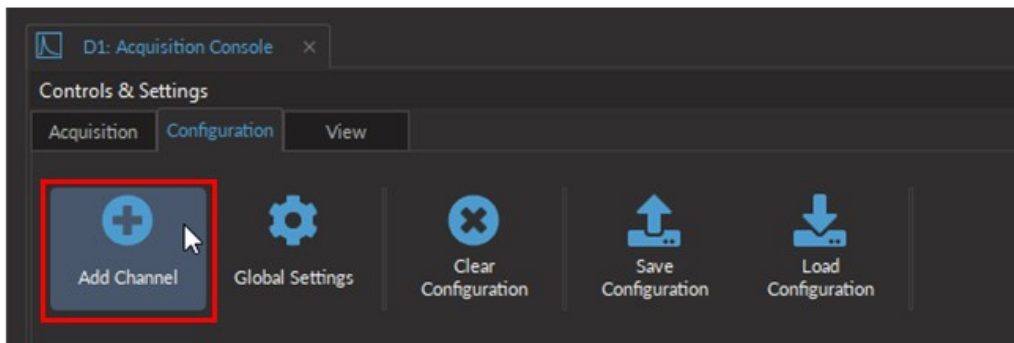 D1: Acquisition Console
Controls & Settings
Acquisition Configuration View
Add Channel
Global Settings
Clear
Configuration
Save
Configuration
Load
Configuration